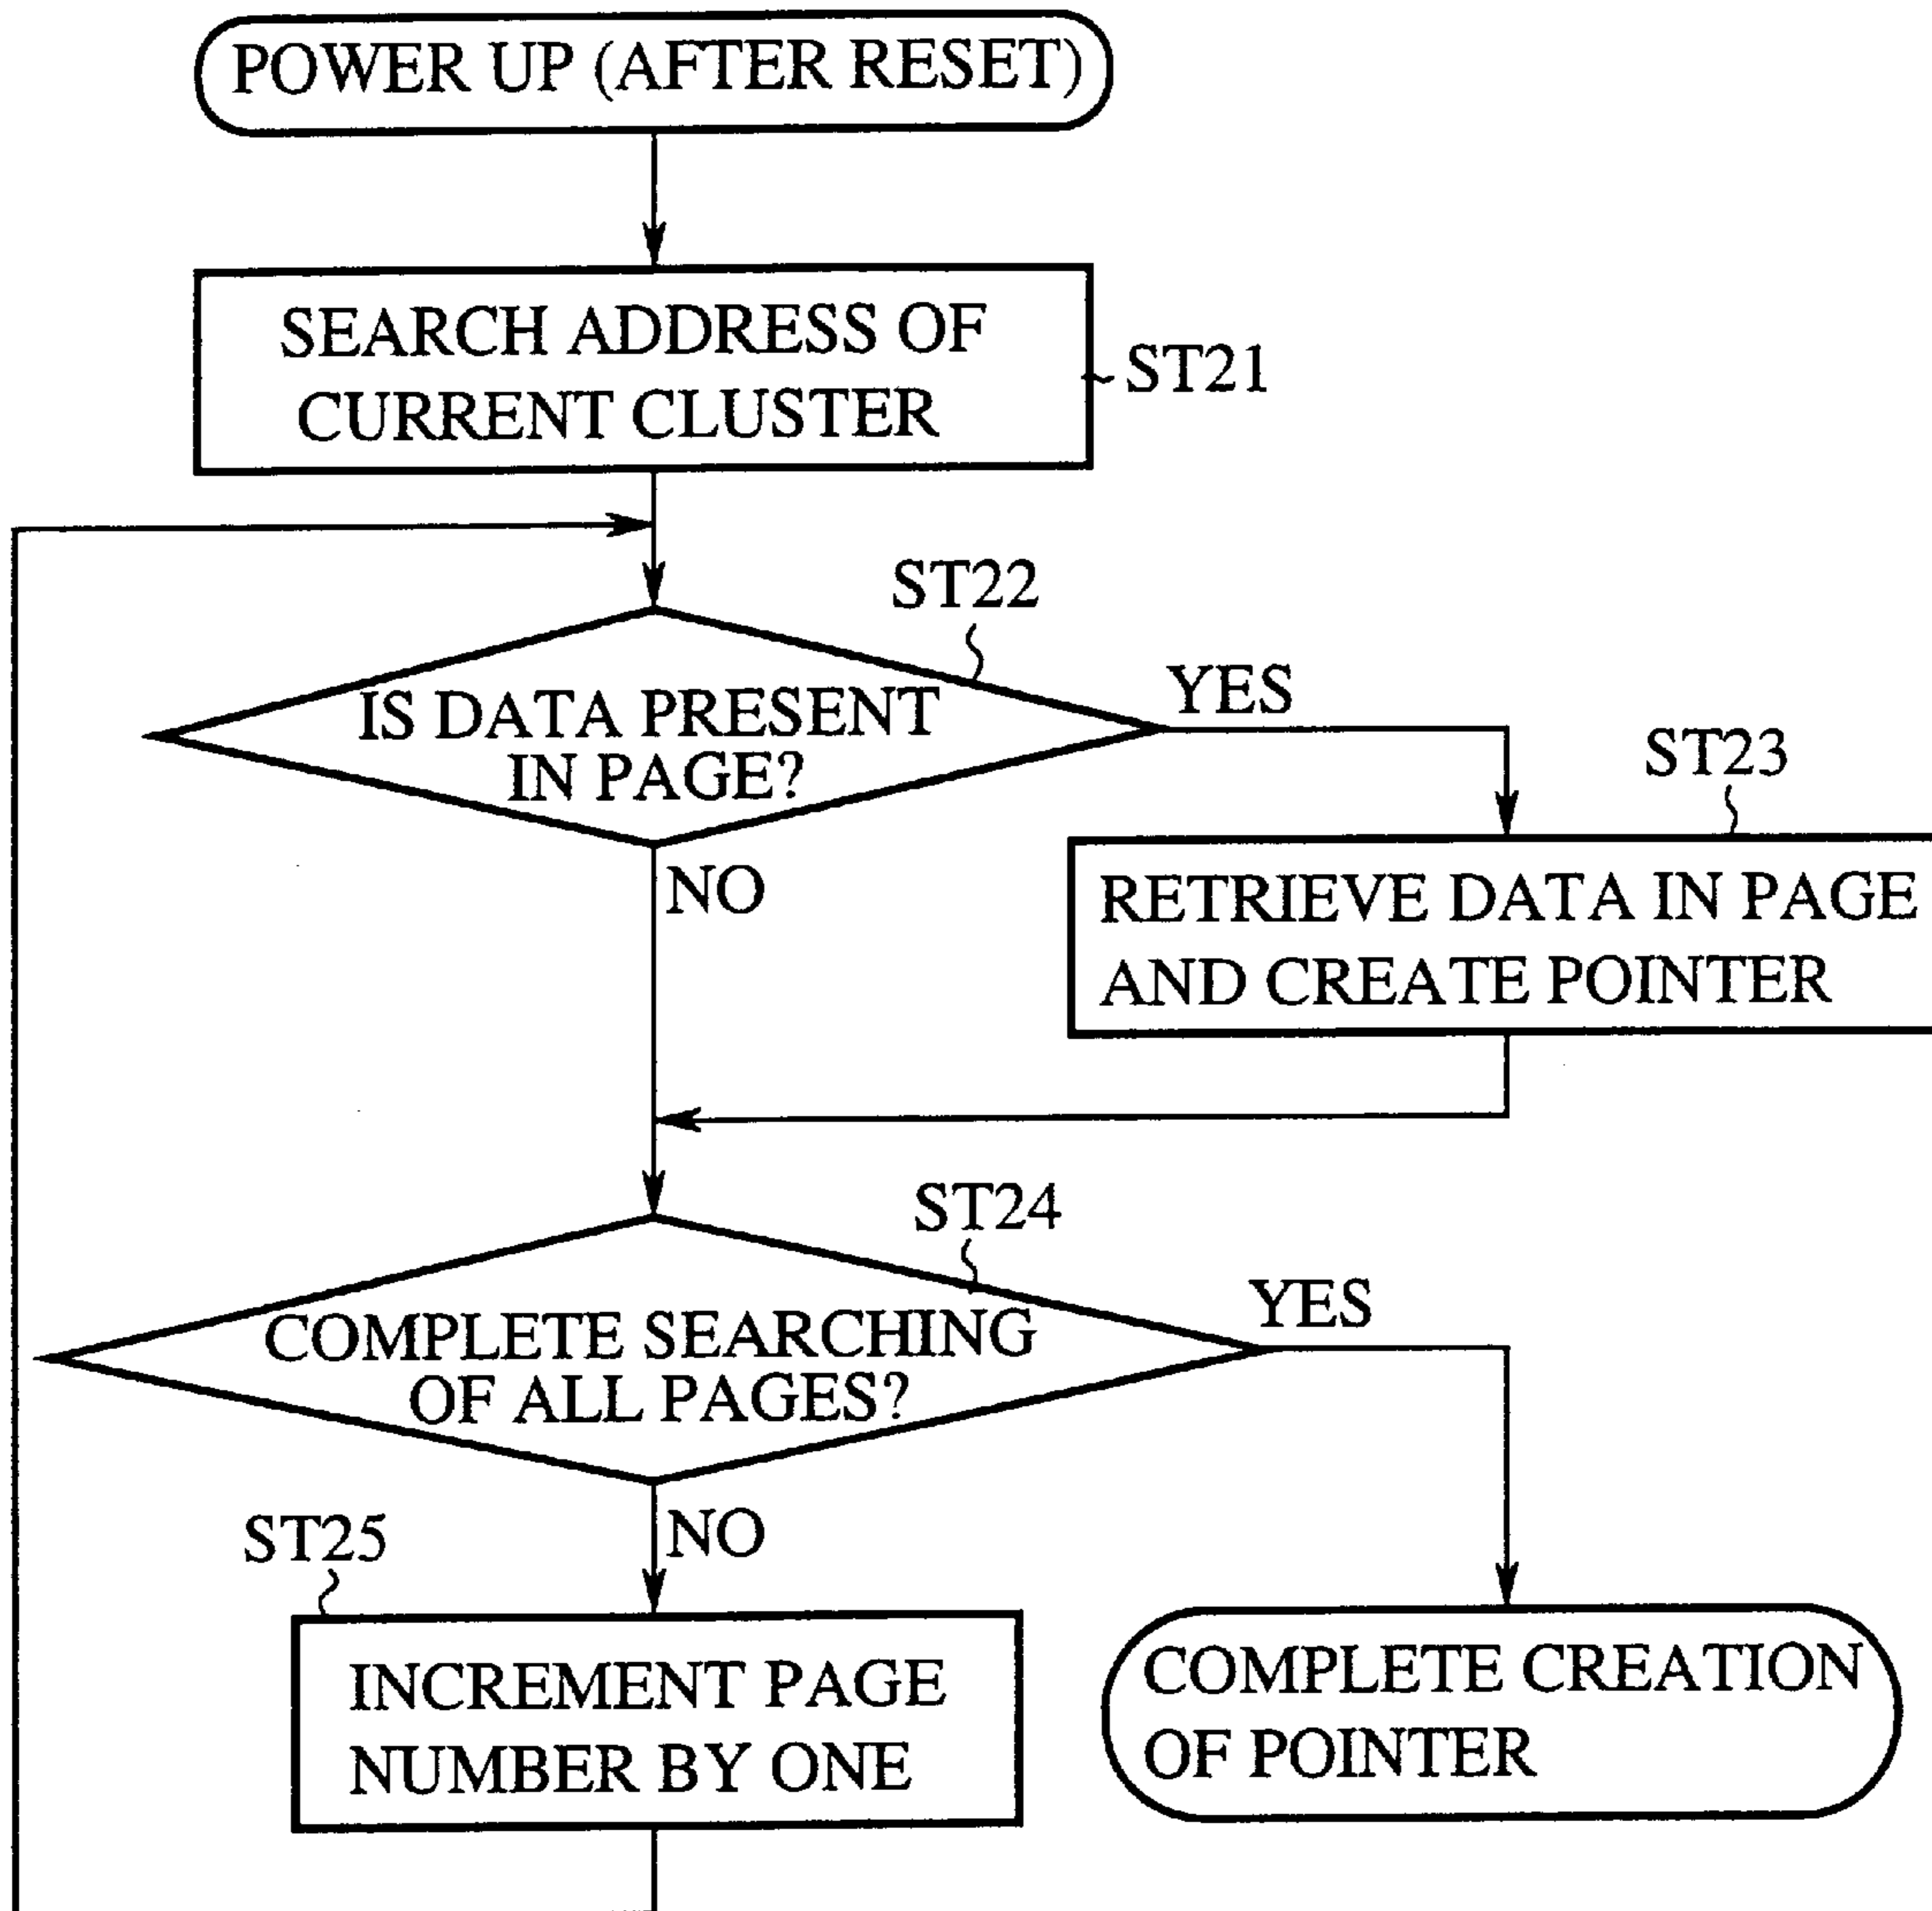 POWER UP (AFTER RESET)
SEARCH ADDRESS OF
CURRENT CLUSTER
ST21
ST22
IS DATA PRESENT
IN PAGE?
YES
NO
ST23
RETRIEVE DATA IN PAGE
AND CREATE POINTER
ST24
COMPLETE SEARCHING
OF ALL PAGES?
YES
NO
ST25
INCREMENT PAGE
NUMBER BY ONE
COMPLETE CREATION
OF POINTER